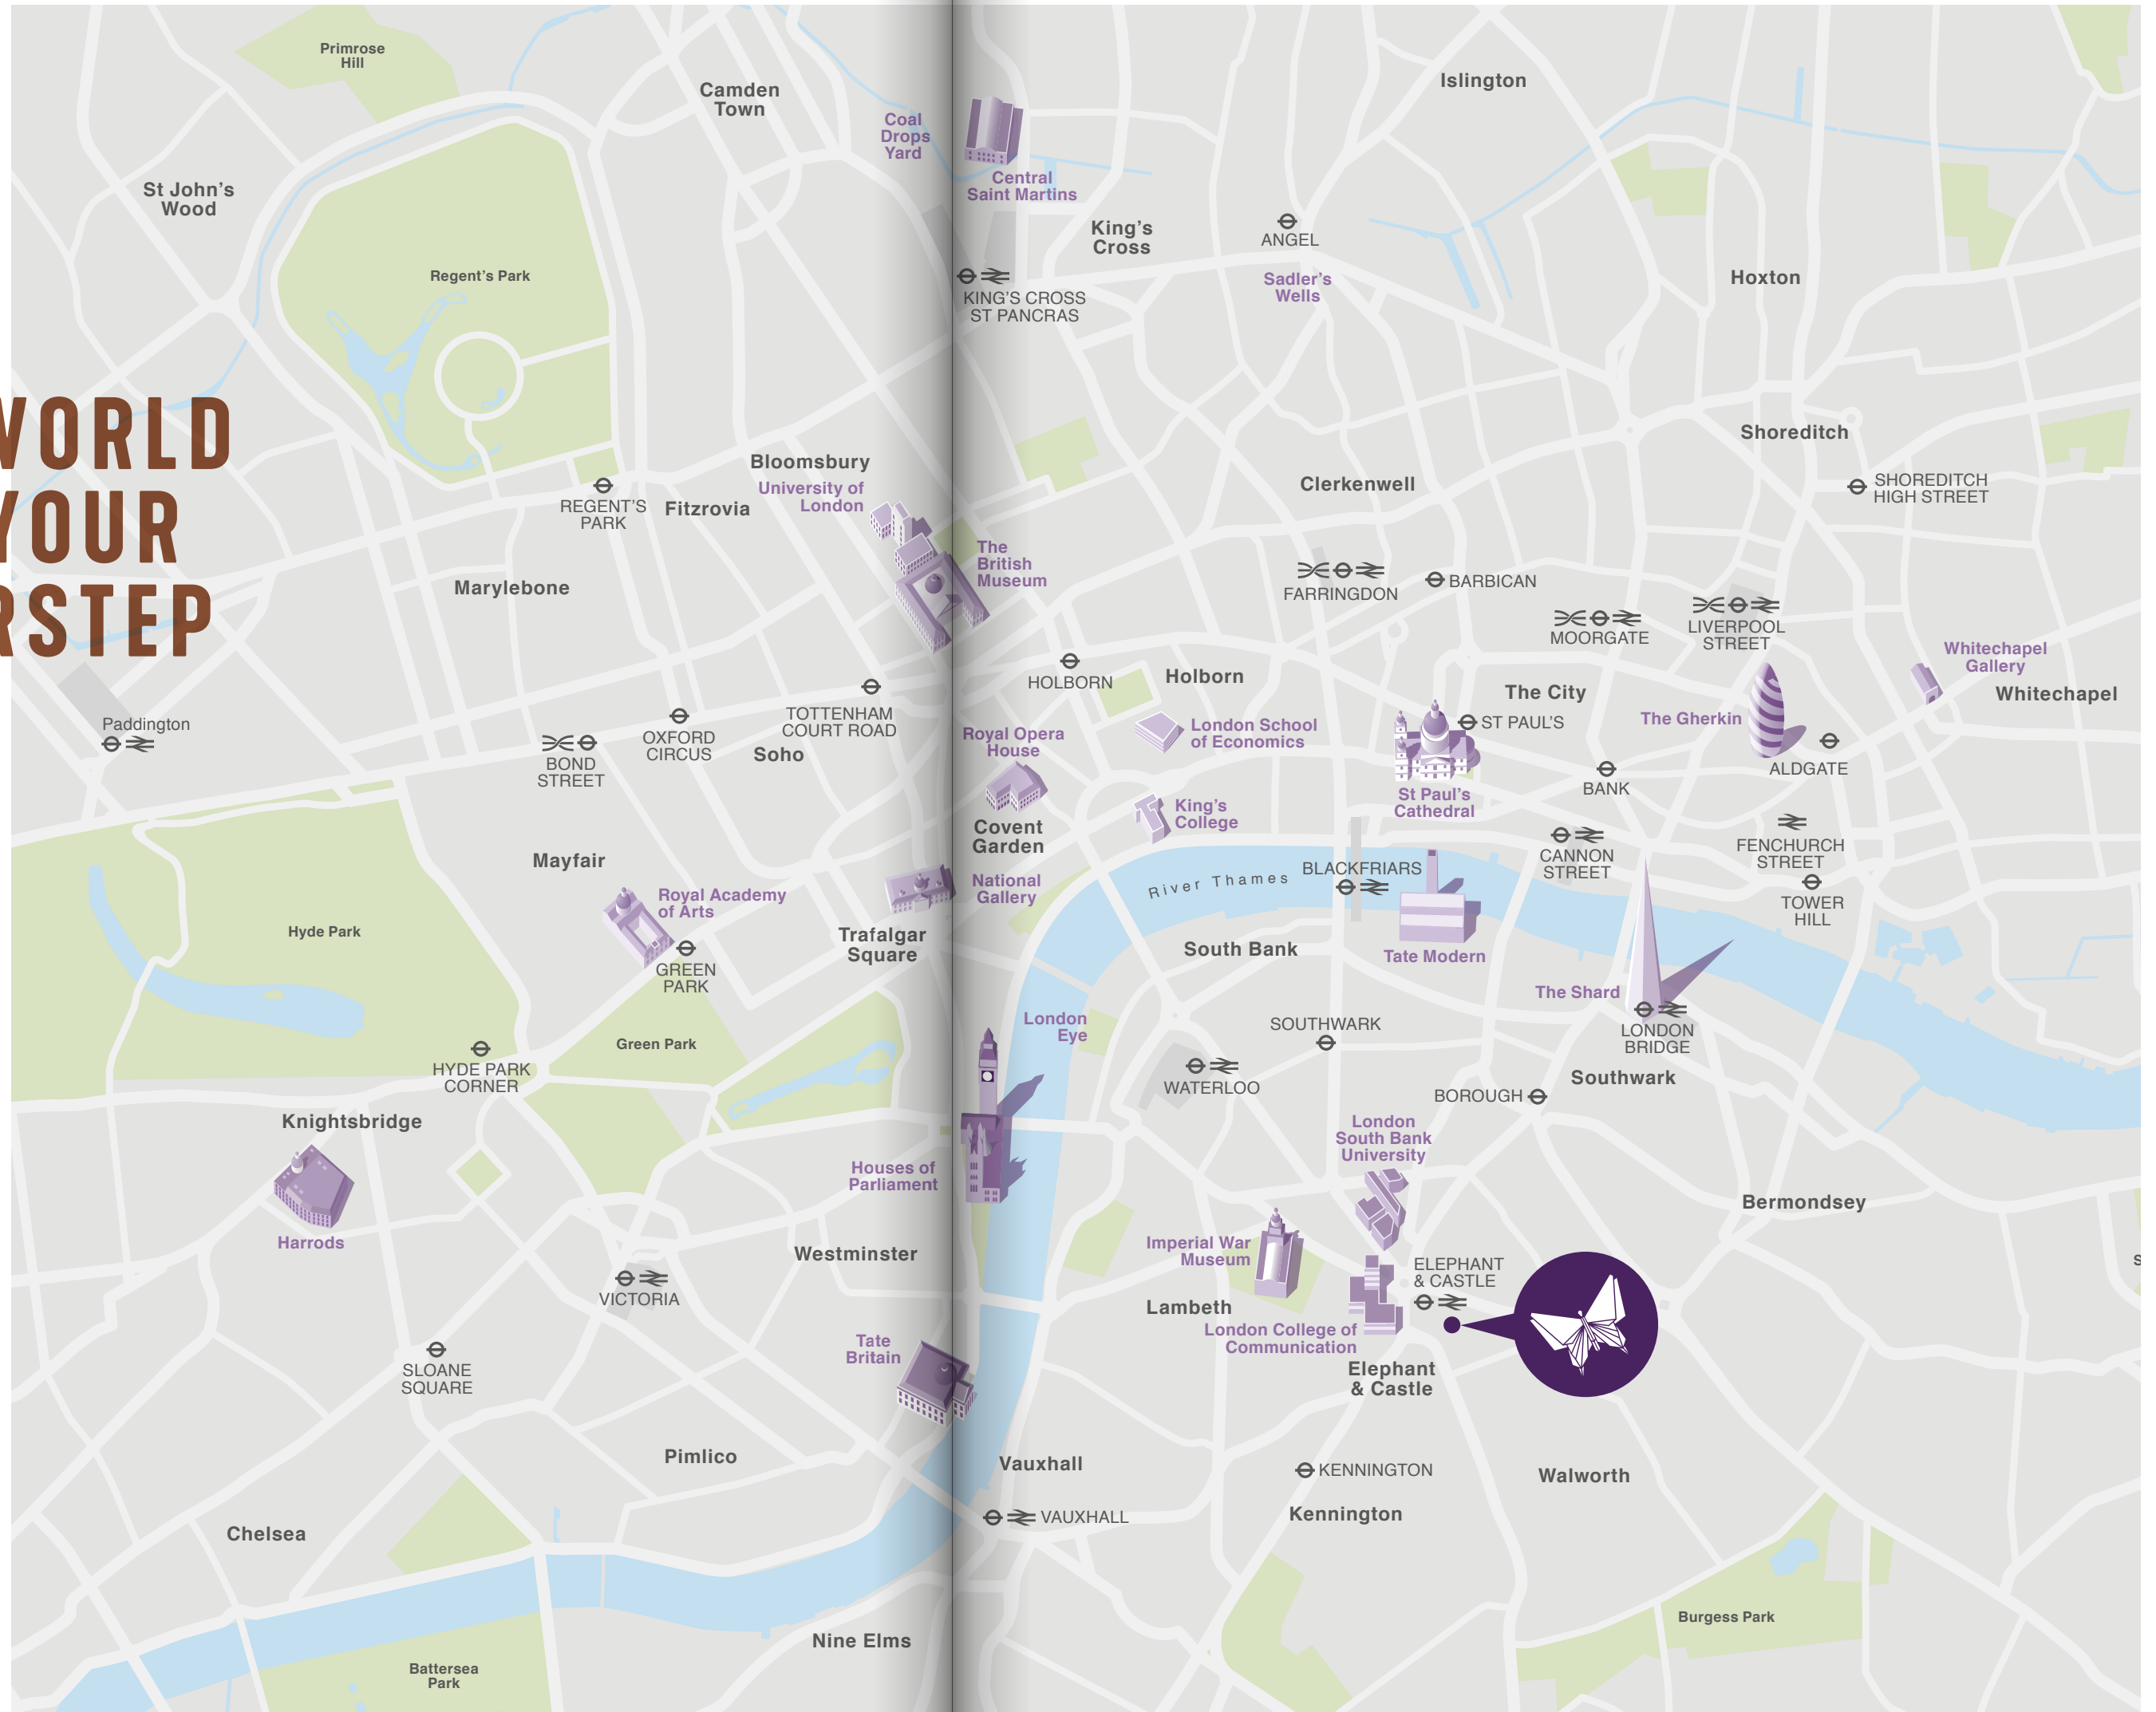 Primrose
Hill
Camden
Town
Islington
Coal
Drops
Yard
Central
Saint Martins
St John's
Wood
King's
Cross
ANGEL
Sadler's
Wells
Regent's Park
KING'S CROSS
ST PANCRAS
Hoxton
WORLD
YOUR
RSTEP
Shoreditch
Bloomsbury
University of
London
Clerkenwell
SHOREDITCH
HIGH STREET
REGENT'S
PARK
Fitzrovia
The
British
Museum
Marylebone
FARRINGDON
BARBICAN
MOORGATE
LIVERPOOL
STREET
Whitechapel
Gallery
Whitechapel
HOLBORN
Holborn
The City
Paddington
BOND
STREET
OXFORD
CIRCUS
TOTTENHAM
COURT ROAD
Soho
Royal Opera
House
London School
of Economics
ST PAUL'S
The Gherkin
ALDGATE
BANK
St Paul's
Cathedral
King's
College
Covent
Garden
Mayfair
CANNON
STREET
FENCHURCH
STREET
BLACKFRIARS
River Thames
National
Gallery
Royal Academy
of Arts
TOWER
HILL
Hyde Park
Trafalgar
Square
South Bank
Tate Modern
GREEN
PARK
The Shard
London
Eye
SOUTHWARK
LONDON
BRIDGE
Green Park
HYDE PARK
CORNER
WATERLOO
Southwark
BOROUGH
Knightsbridge
London
South Bank
University
Houses of
Parliament
Bermondsey
Harrods
Westminster
Imperial War
Museum
ELEPHANT
& CASTLE
S
VICTORIA
Lambeth
London College of
Communication
Tate
Britain
SLOANE
SQUARE
Elephant
& Castle
Pimlico
Vauxhall
KENNINGTON
Walworth
Chelsea
VAUXHALL
Kennington
Burgess Park
Nine Elms
Battersea
Park